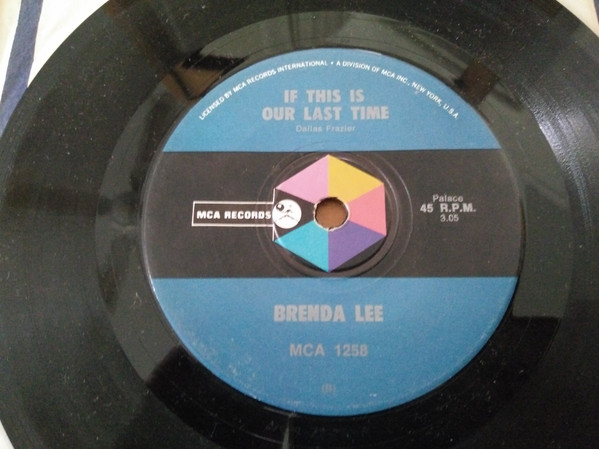 LICENSED BY MCA RECORDS INTERNATIONAL • A DIVISION OF MCA INC., NEW YORK, U.S.A.
IF THIS IS
OUR LAST TIME
Dallas Frazier
MCA RECORDS
Palace
45 R.P.M.
3.05
BRENDA LEE
MCA 1258